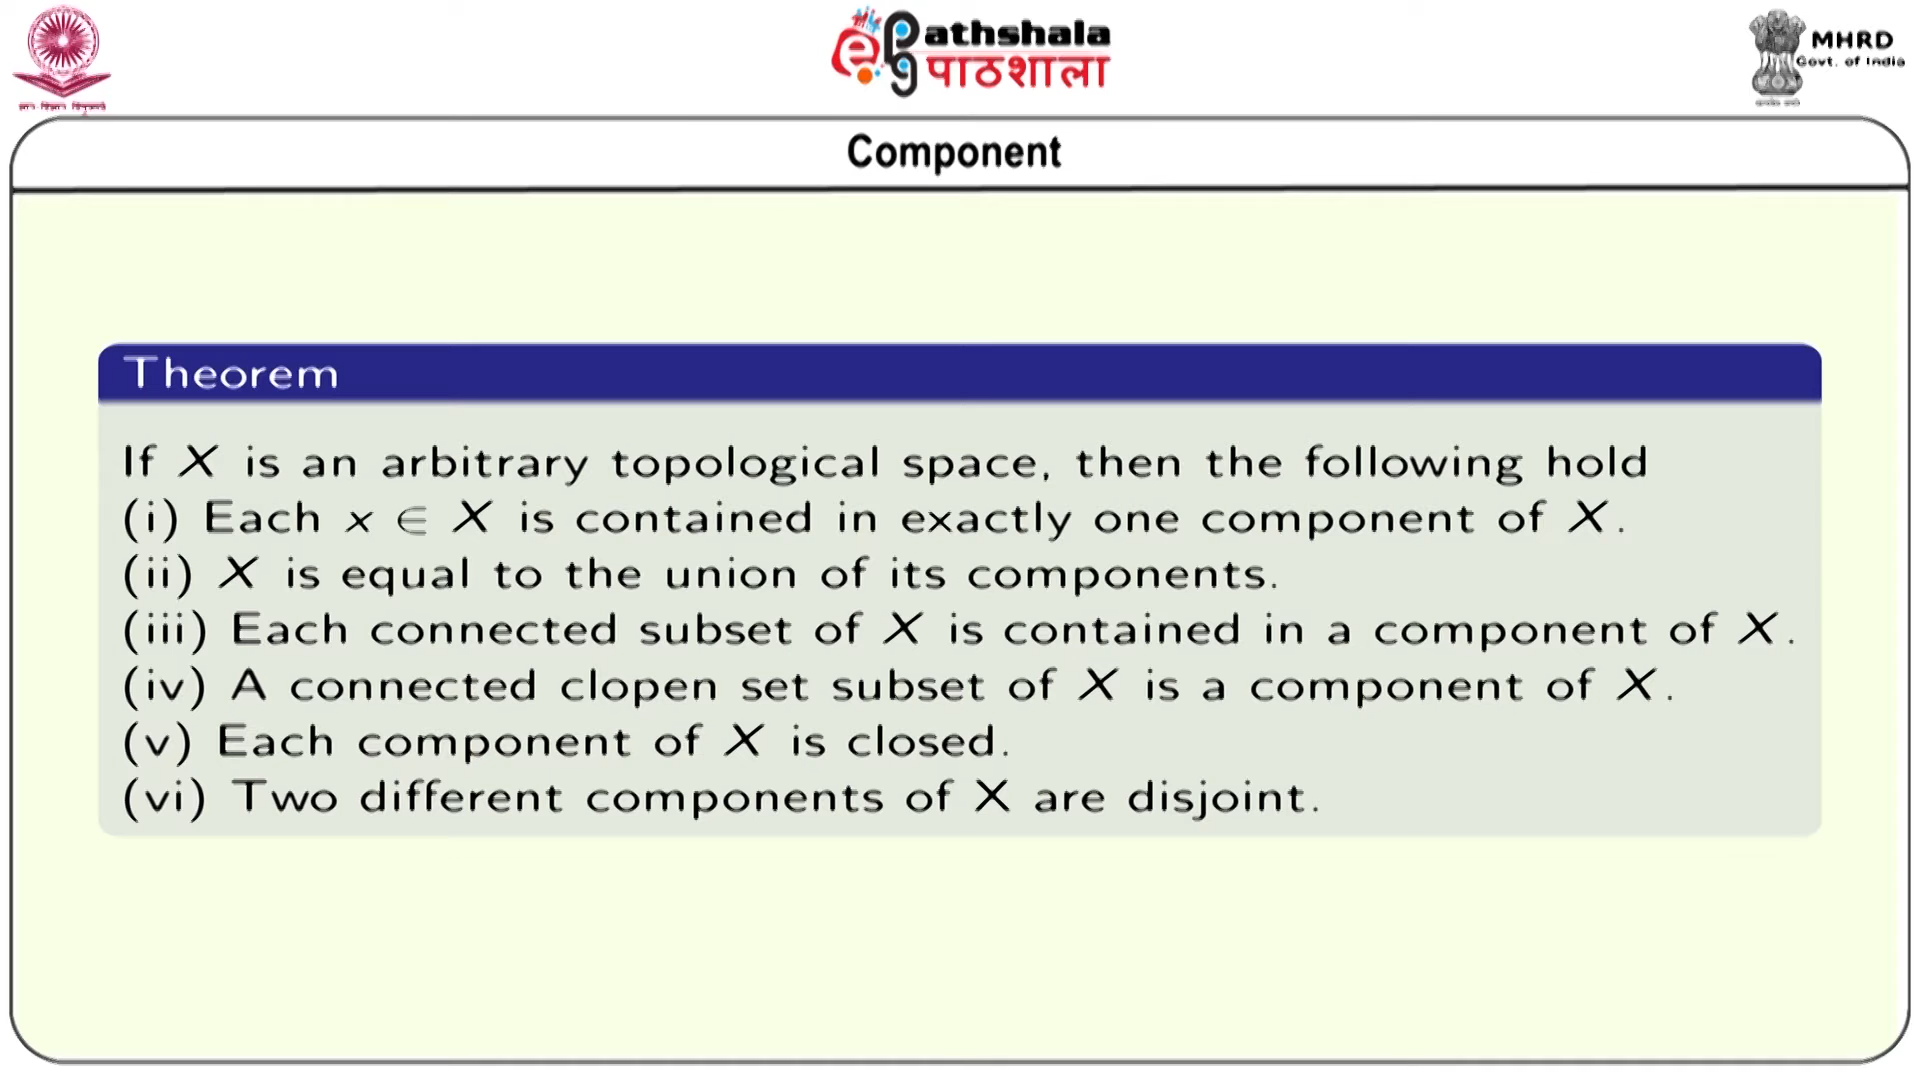 athshala
पाठशाला
MHRD
Govt. of India
Component
Theorem
If X is an arbitrary topological space, then the following hold
(i) Each x ∈ X is contained in exactly one component of X.
(ii) X is equal to the union of its components.
(iii) Each connected subset of X is contained in a component of X.
(iv) A connected clopen set subset of X is a component of X.
(v) Each component of X is closed.
(vi) Two different components of X are disjoint.